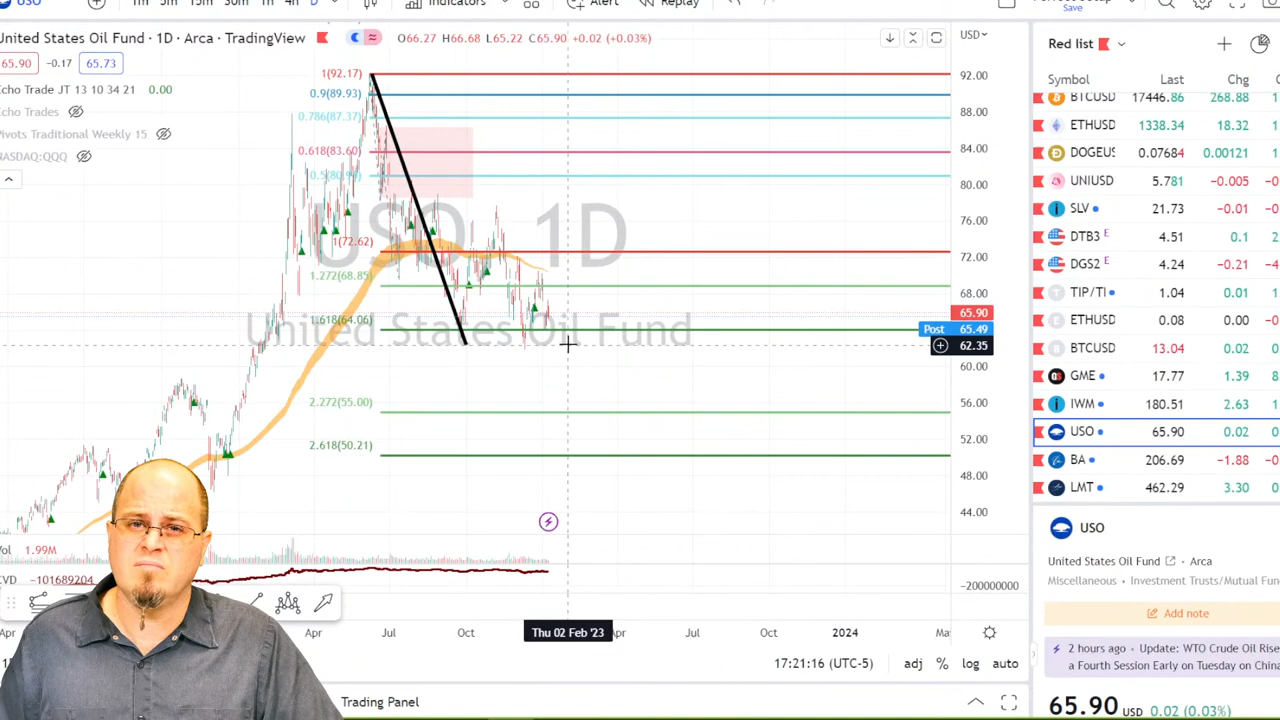 USO
1m 5m 15m 30m 1h 4h D
Indicators
Alert
Replay
Save
United States Oil Fund · 1D · Arca · TradingView
O66.27 H66.68 L65.22 C65.90 +0.02 (+0.03%)
USD
65.90
−0.17
65.73
Echo Trade JT 13 10 34 21 0.00
Echo Trades
Pivots Traditional Weekly 15
NASDAQ:QQQ
1(92.17)
0.9(89.93)
0.786(87.37)
0.618(83.60)
1(72.62)
1.272(68.85)
1.618(64.06)
2.272(55.00)
2.618(50.21)
USO, 1D
United States Oil Fund
92.00
88.00
84.00
80.00
76.00
72.00
68.00
65.90
Post 65.49
62.35
60.00
56.00
52.00
48.00
44.00
−200000000
Vol 1.99M
CVD −101689204
Apr
Apr
Jul
Oct
Thu 02 Feb '23
Apr
Jul
Oct
2024
May
17:21:16 (UTC-5)
adj
%
log
auto
Trading Panel
Red list
Symbol Last Chg
BTCUSD 17446.86 268.88
ETHUSD 1338.34 18.32
DOGEUS 0.07684 0.00121
UNIUSD 5.781 −0.005
SLV 21.73 −0.01
DTB3 E 4.51 0.1
DGS2 E 4.24 −0.21
TIP/TI 1.04 0.01
ETHUSD 0.08 0.00
BTCUSD 13.04 0.02
GME 17.77 1.39
IWM 180.51 2.63
USO 65.90 0.02
BA 206.69 −1.88
LMT 462.29 3.30
USO
United States Oil Fund · Arca
Miscellaneous · Investment Trusts/Mutual
Add note
2 hours ago · Update: WTO Crude Oil Rise
a Fourth Session Early on Tuesday on China
65.90 USD 0.02 (0.03%)